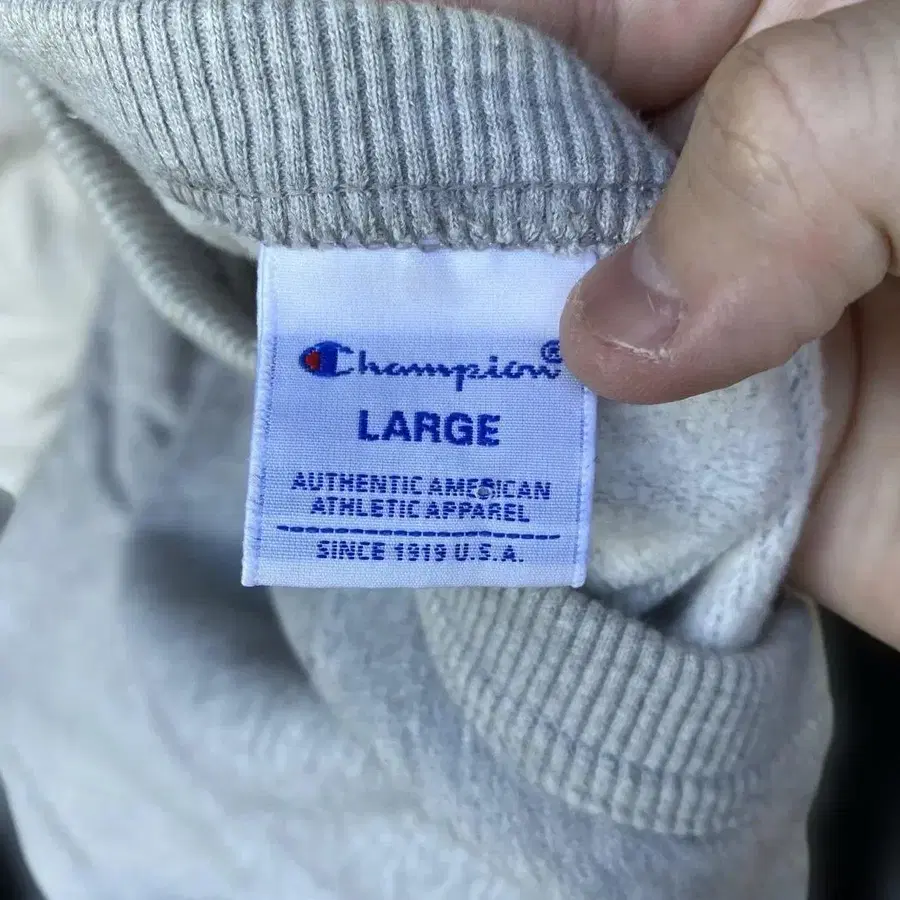 Champion®
LARGE
AUTHENTIC AMERICAN
ATHLETIC APPAREL
SINCE 1919 U.S.A.